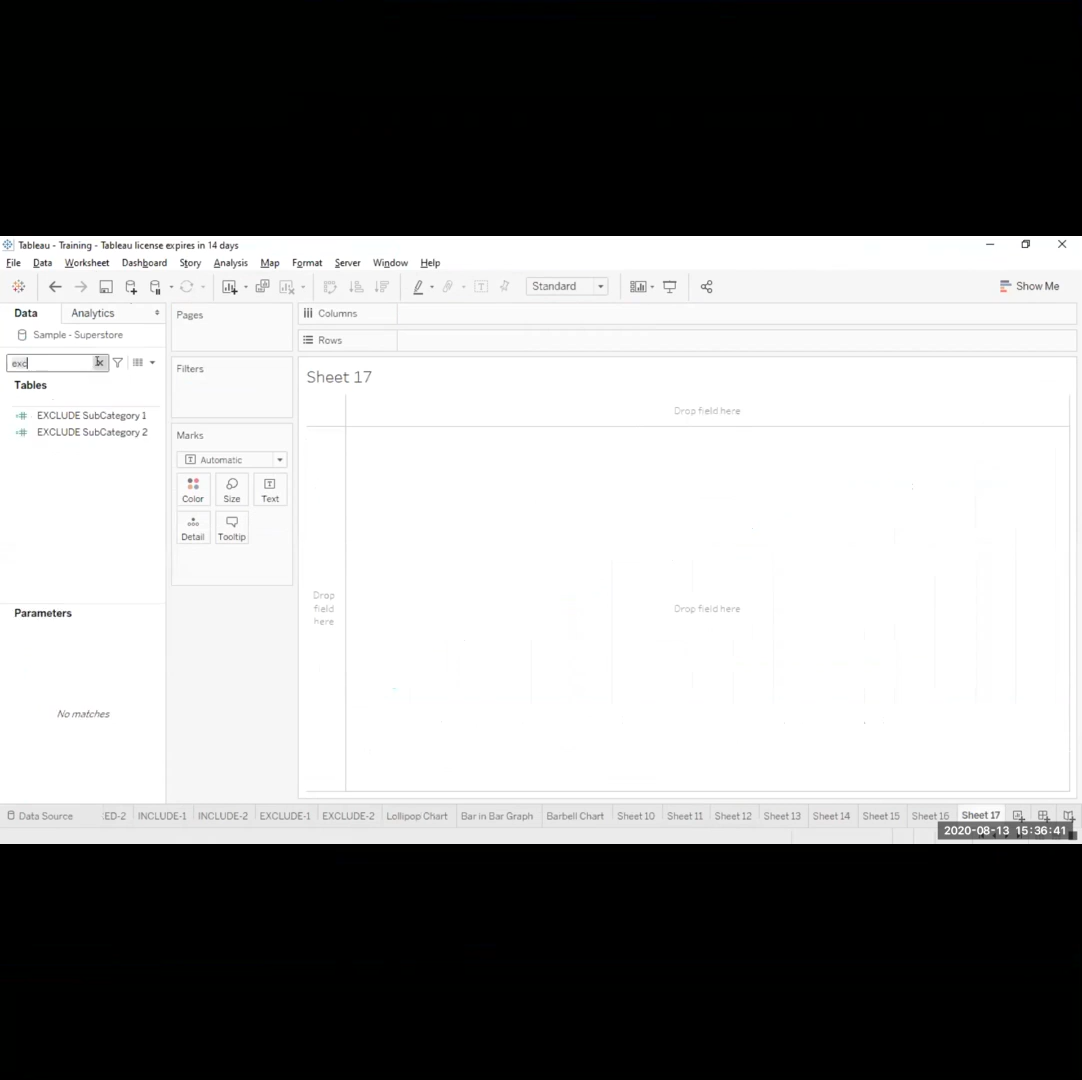 Tableau - Training - Tableau license expires in 14 days
File Data Worksheet Dashboard Story Analysis Map Format Server Window Help
Standard Show Me
Data Analytics Pages Columns
Sample - Superstore Rows
exc Filters
Tables Sheet 17
Drop field here
EXCLUDE SubCategory 1
EXCLUDE SubCategory 2 Marks
Automatic
Color Size Text
Detail Tooltip
Drop
field
here
Drop field here
Parameters
No matches
Data Source ED-2 INCLUDE-1 INCLUDE-2 EXCLUDE-1 EXCLUDE-2 Lollipop Chart Bar in Bar Graph Barbell Chart Sheet 10 Sheet 11 Sheet 12 Sheet 13 Sheet 14 Sheet 15 Sheet 16 Sheet 17
2020-08-13 15:36:41